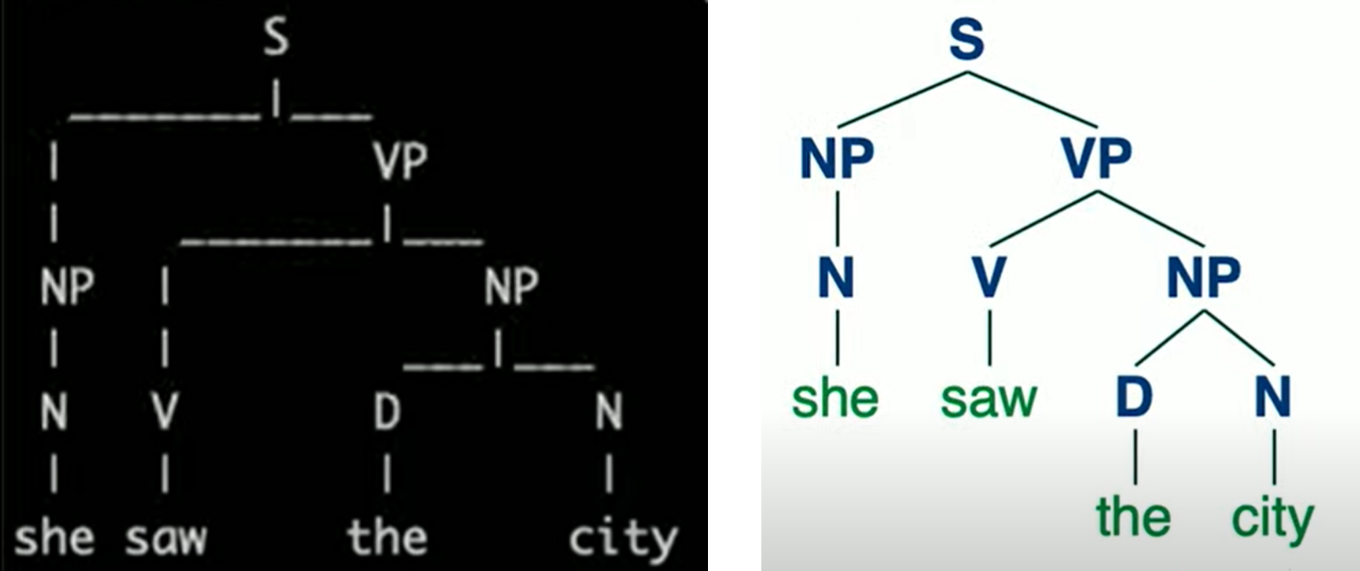 S
VP
NP NP
N V D N
she saw the city
S
NP VP
N V NP
she saw D N
the city